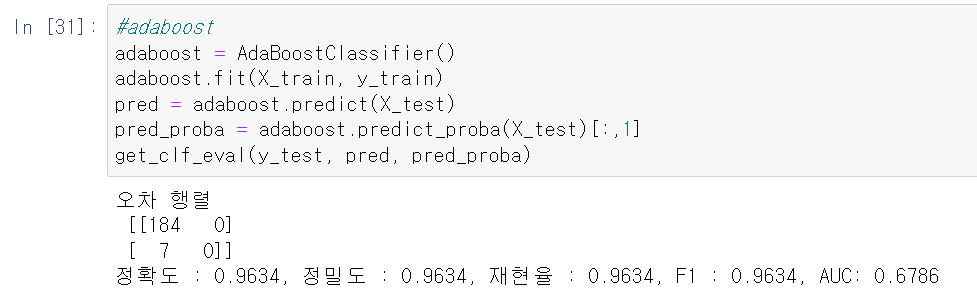 In [31]: #adaboost
adaboost = AdaBoostClassifier()
adaboost.fit(X_train, y_train)
pred = adaboost.predict(X_test)
pred_proba = adaboost.predict_proba(X_test)[:,1]
get_clf_eval(y_test, pred, pred_proba)
오차 행렬
[[184   0]
[  7   0]]
정확도 : 0.9634, 정밀도 : 0.9634, 재현율 : 0.9634, F1 : 0.9634, AUC: 0.6786